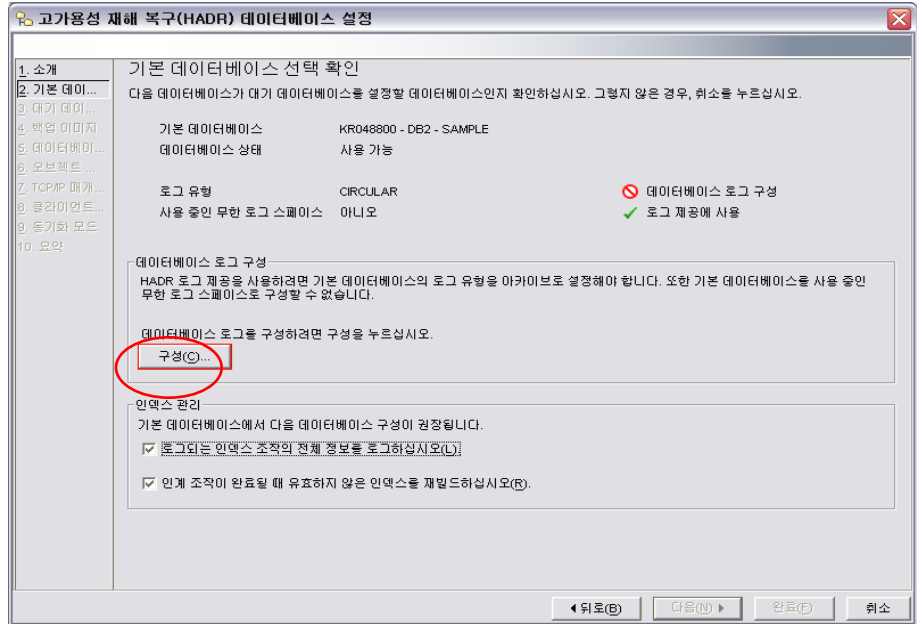 고가용성 재해 복구(HADR) 데이터베이스 설정
1. 소개
2. 기본 데이...
3. 대기 데이...
4. 백업 이미지
5. 데이터베이...
6. 오브젝트 ...
7. TCP/IP 매개...
8. 클라이언트...
9. 동기화 모드
10. 요약
기본 데이터베이스 선택 확인
다음 데이터베이스가 대기 데이터베이스를 설정할 데이터베이스인지 확인하십시오. 그렇지 않은 경우, 취소를 누르십시오.
기본 데이터베이스 KR048800 - DB2 - SAMPLE
데이터베이스 상태 사용 가능
로그 유형 CIRCULAR 데이터베이스 로그 구성
사용 중인 무한 로그 스페이스 아니오 로그 제공에 사용
데이터베이스 로그 구성
HADR 로그 제공을 사용하려면 기본 데이터베이스의 로그 유형을 아카이브로 설정해야 합니다. 또한 기본 데이터베이스를 사용 중인
무한 로그 스페이스로 구성할 수 없습니다.
데이터베이스 로그를 구성하려면 구성을 누르십시오.
구성(C)...
인덱스 관리
기본 데이터베이스에서 다음 데이터베이스 구성이 권장됩니다.
로그되는 인덱스 조작의 전체 정보를 로그하십시오(L).
인계 조작이 완료될 때 유효하지 않은 인덱스를 재빌드하십시오(R).
뒤로(B) 다음(N) 완료(F) 취소